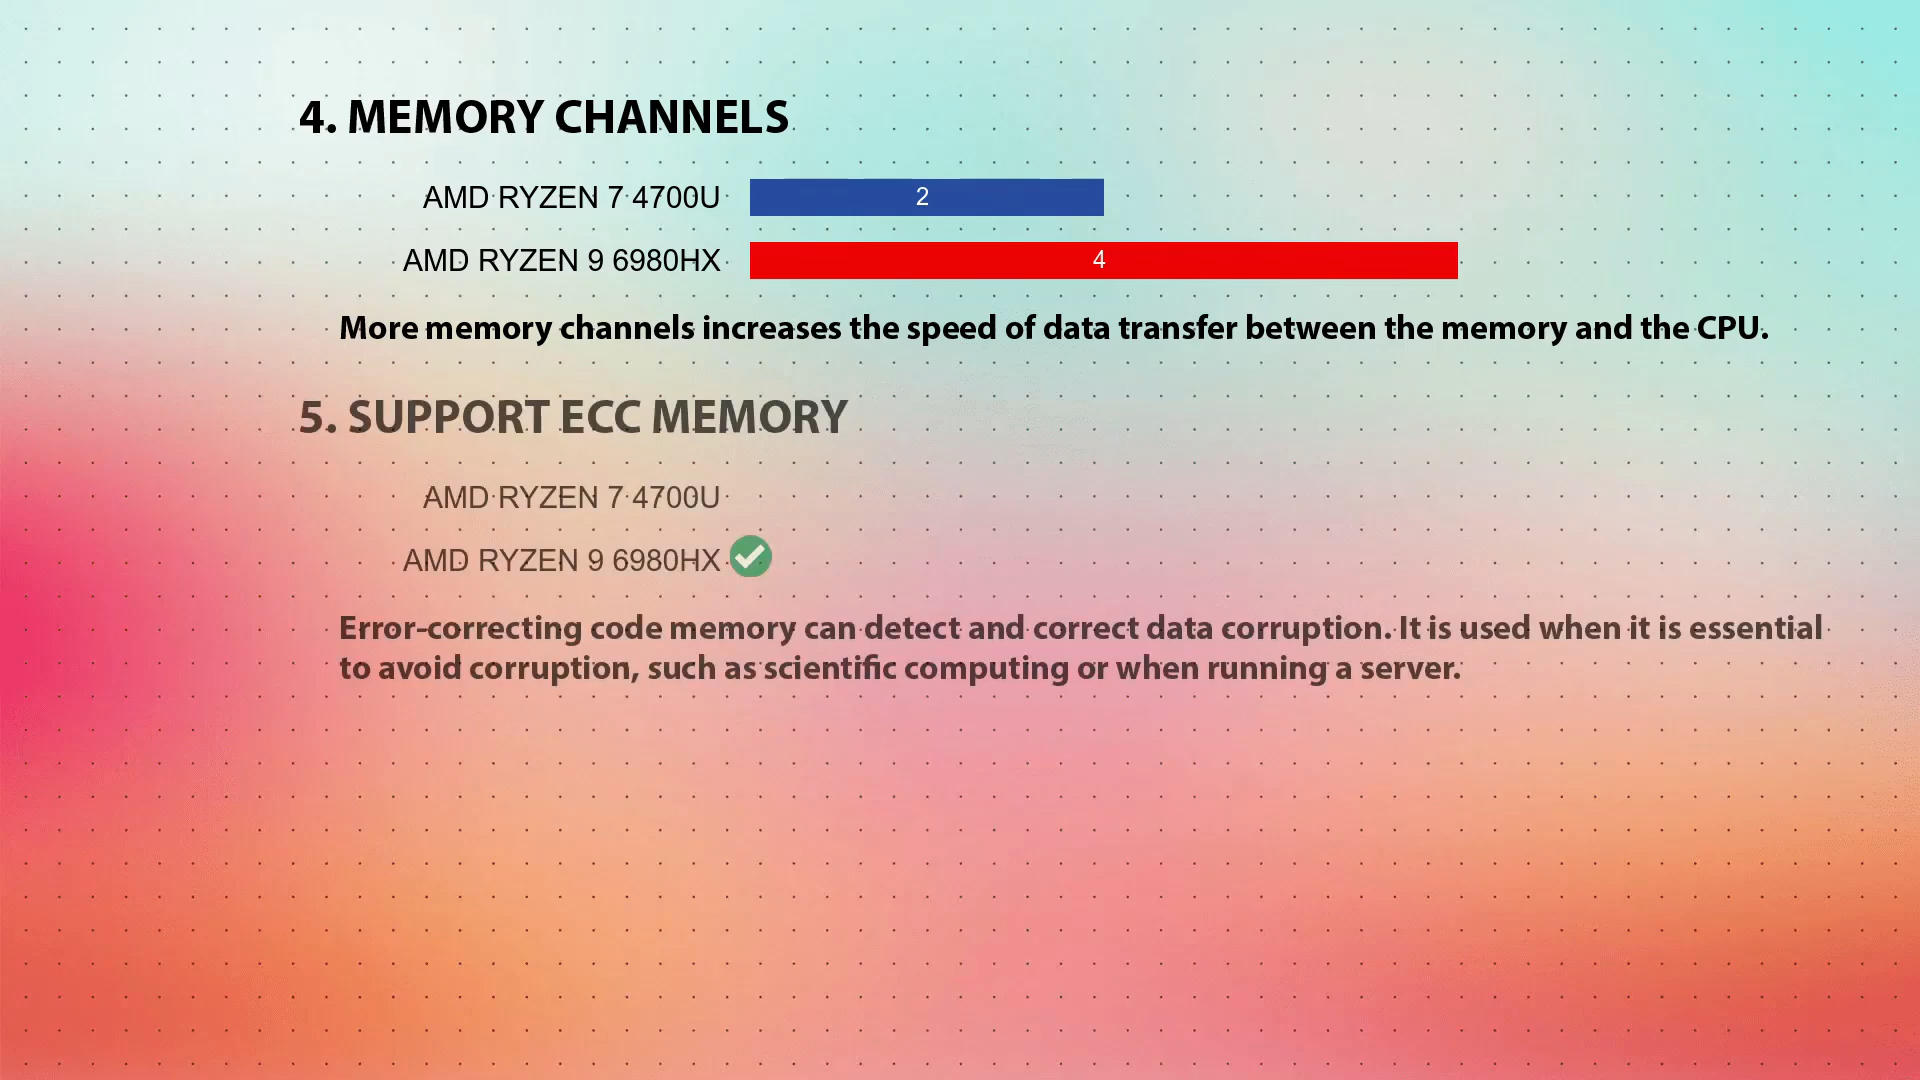 4. MEMORY CHANNELS
AMD RYZEN 7 4700U
2
AMD RYZEN 9 6980HX
4
More memory channels increases the speed of data transfer between the memory and the CPU.
5. SUPPORT ECC MEMORY
AMD RYZEN 7 4700U
AMD RYZEN 9 6980HX
Error-correcting code memory can detect and correct data corruption. It is used when it is essential
to avoid corruption, such as scientific computing or when running a server.